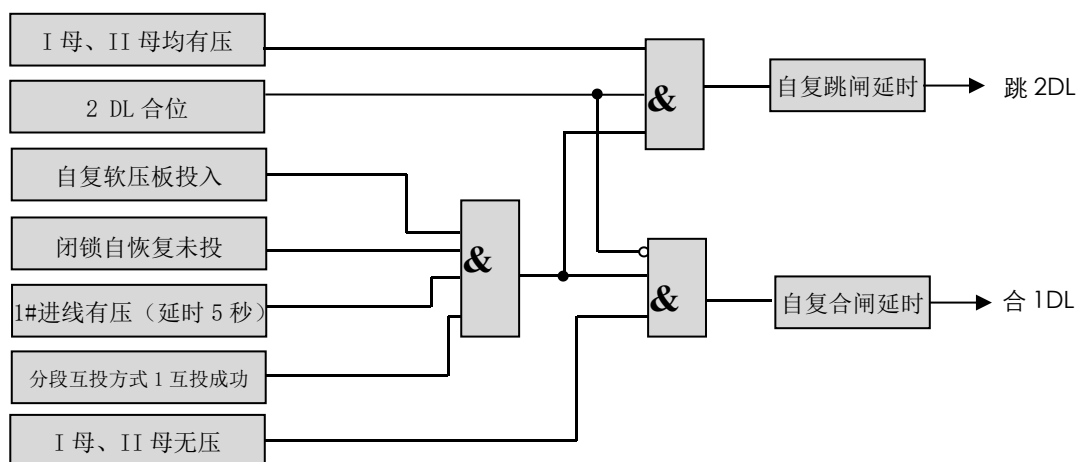 I 母、II 母均有压
2 DL 合位
自复软压板投入
闭锁自恢复未投
1#进线有压（延时 5 秒）
分段互投方式 1 互投成功
I 母、II 母无压
&
&
&
自复跳闸延时
跳 2DL
自复合闸延时
合 1DL